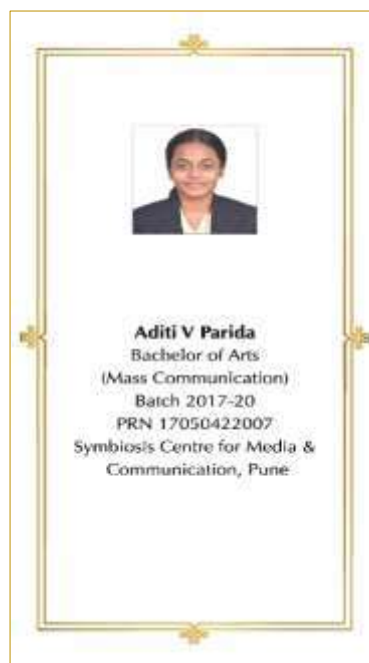 Aditi V Parida
Bachelor of Arts
(Mass Communication)
Batch 2017-20
PRN 17050422007
Symbiosis Centre for Media &
Communication, Pune